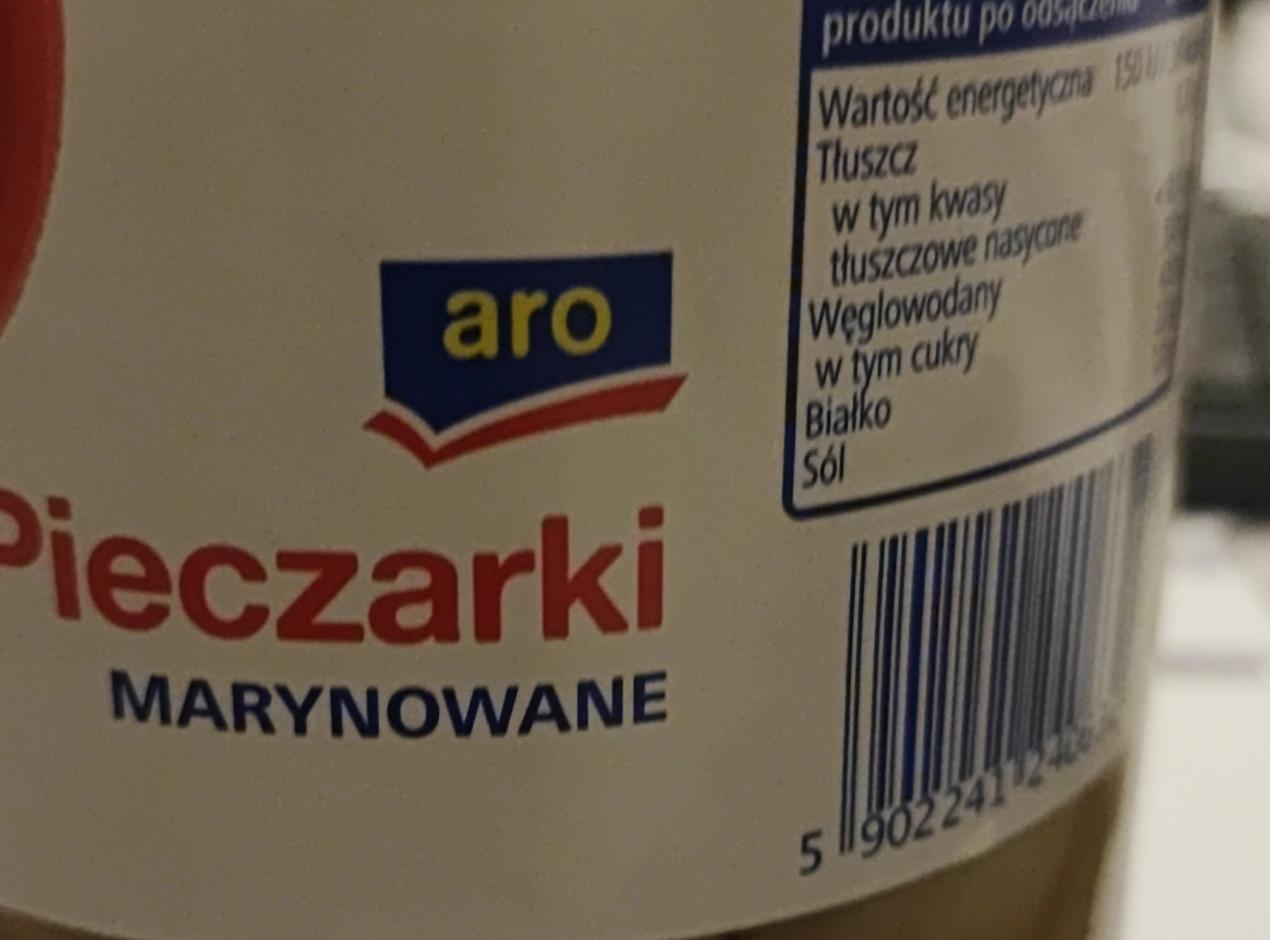 aro
Pieczarki
MARYNOWANE
produktu po odsączeniu
Wartość energetyczna 150
Tłuszcz
w tym kwasy
tłuszczowe nasycone
Węglowodany
w tym cukry
Białko
Sól
5 902241